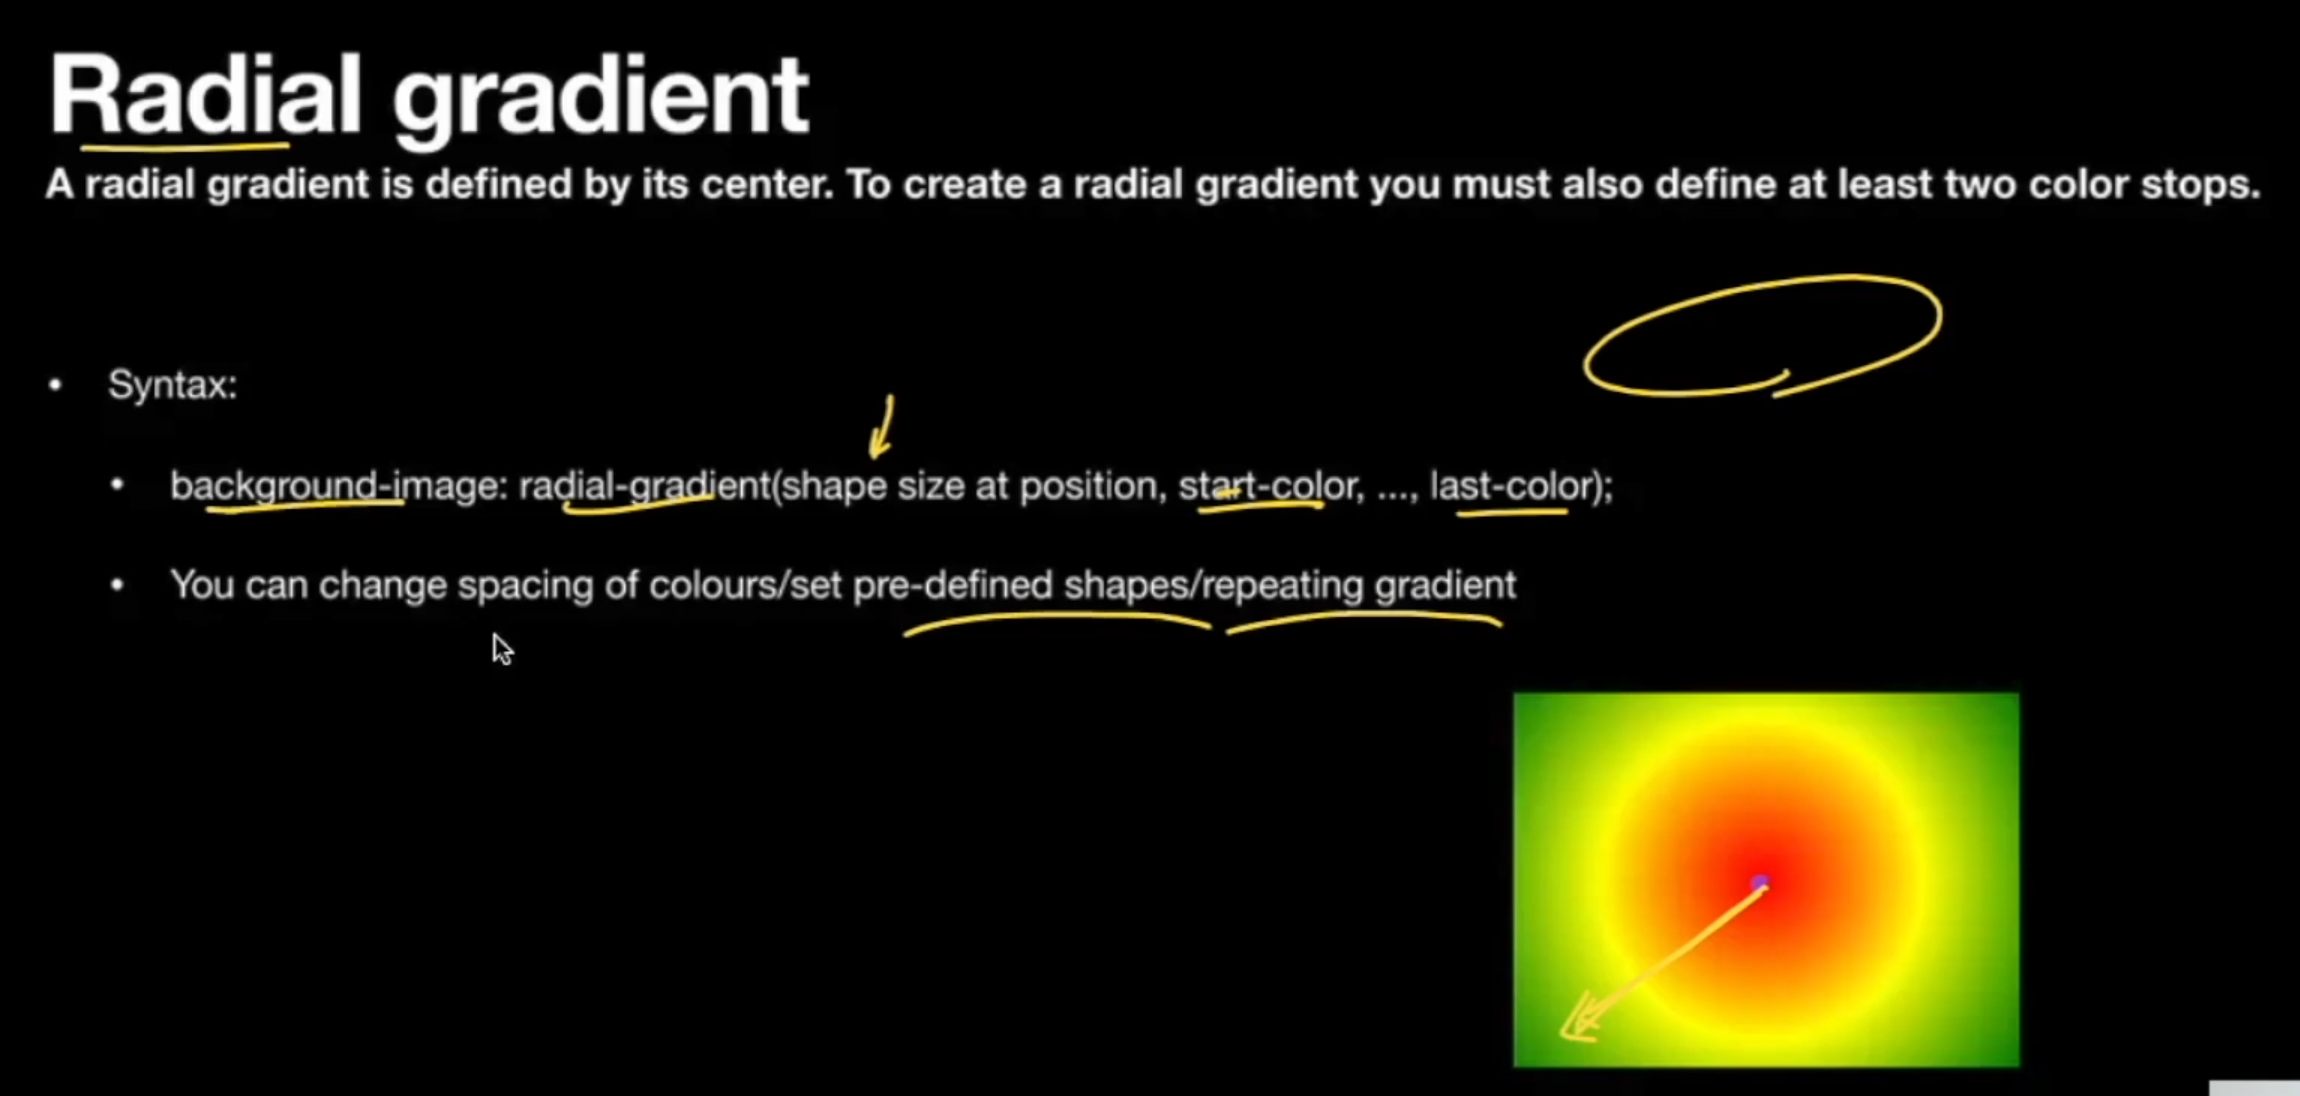 Radial gradient
A radial gradient is defined by its center. To create a radial gradient you must also define at least two color stops.
• Syntax:
• background-image: radial-gradient(shape size at position, start-color, ..., last-color);
• You can change spacing of colours/set pre-defined shapes/repeating gradient